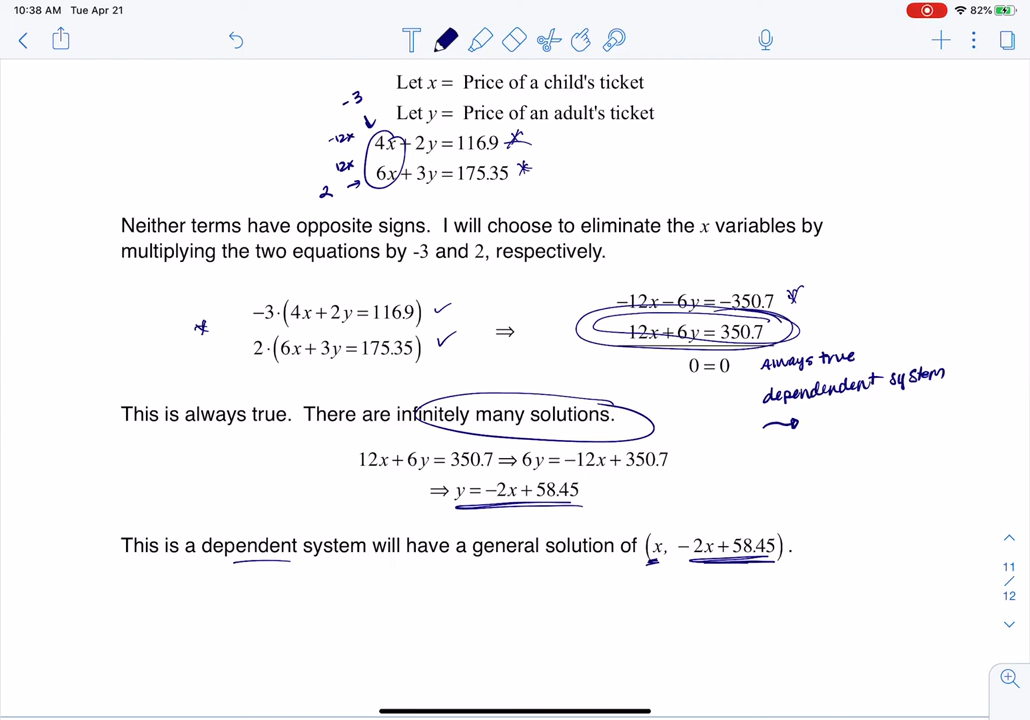 10:38 AM Tue Apr 21
82%
T
Let x = Price of a child's ticket
-3
Let y = Price of an adult's ticket
-12x
4x + 2y = 116.9 *
12x
6x + 3y = 175.35 *
2
Neither terms have opposite signs. I will choose to eliminate the x variables by
multiplying the two equations by -3 and 2, respectively.
-3·(4x + 2y = 116.9) ✓
-12x - 6y = -350.7 *
* ⇒
2·(6x + 3y = 175.35) ✓
12x + 6y = 350.7
0 = 0
Always true
dependendent system
→
This is always true. There are infinitely many solutions.
12x + 6y = 350.7 ⇒ 6y = -12x + 350.7
⇒ y = -2x + 58.45
This is a dependent system will have a general solution of (x, -2x + 58.45).
11
/
12